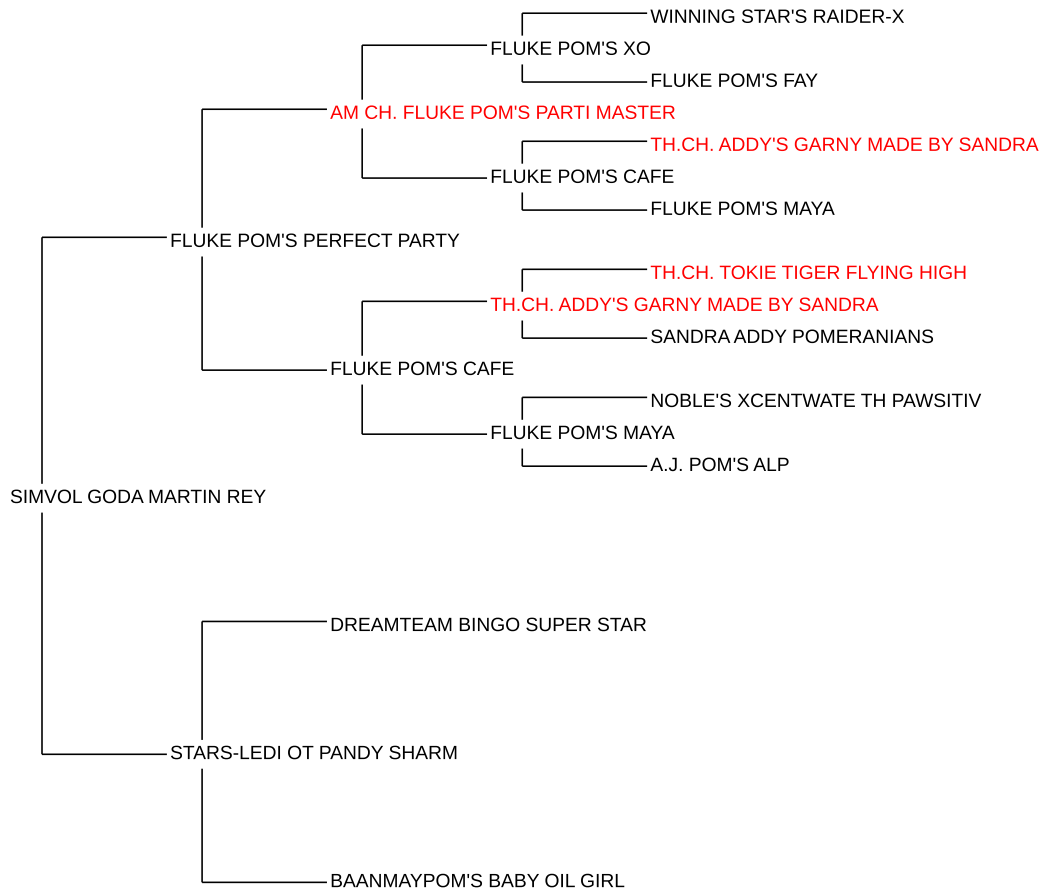 WINNING STAR'S RAIDER-X
FLUKE POM'S XO
FLUKE POM'S FAY
AM CH. FLUKE POM'S PARTI MASTER
TH.CH. ADDY'S GARNY MADE BY SANDRA
FLUKE POM'S CAFE
FLUKE POM'S MAYA
FLUKE POM'S PERFECT PARTY
TH.CH. TOKIE TIGER FLYING HIGH
TH.CH. ADDY'S GARNY MADE BY SANDRA
SANDRA ADDY POMERANIANS
FLUKE POM'S CAFE
NOBLE'S XCENTWATE TH PAWSITIV
FLUKE POM'S MAYA
A.J. POM'S ALP
SIMVOL GODA MARTIN REY
DREAMTEAM BINGO SUPER STAR
STARS-LEDI OT PANDY SHARM
BAANMAYPOM'S BABY OIL GIRL